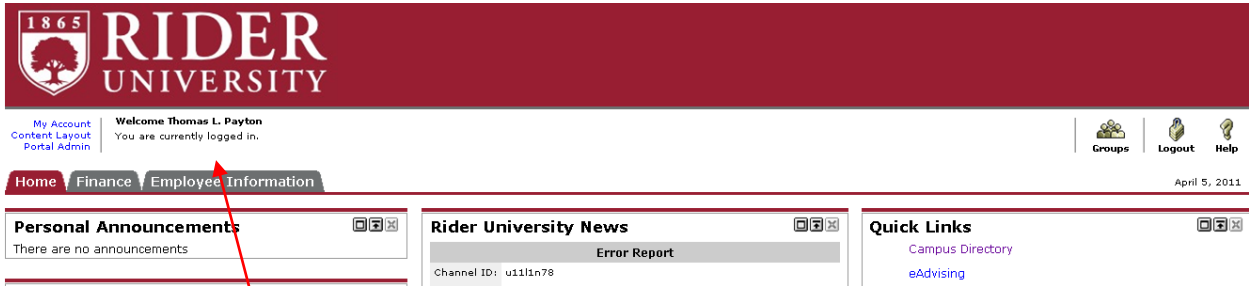 1865
RIDER
UNIVERSITY
My Account
Content Layout
Portal Admin
Welcome Thomas L. Payton
You are currently logged in.
Groups
Logout
Help
Home
Finance
Employee Information
April 5, 2011
Personal Announcements
There are no announcements
Rider University News
Error Report
Channel ID: u11l1n78
Quick Links
Campus Directory
eAdvising